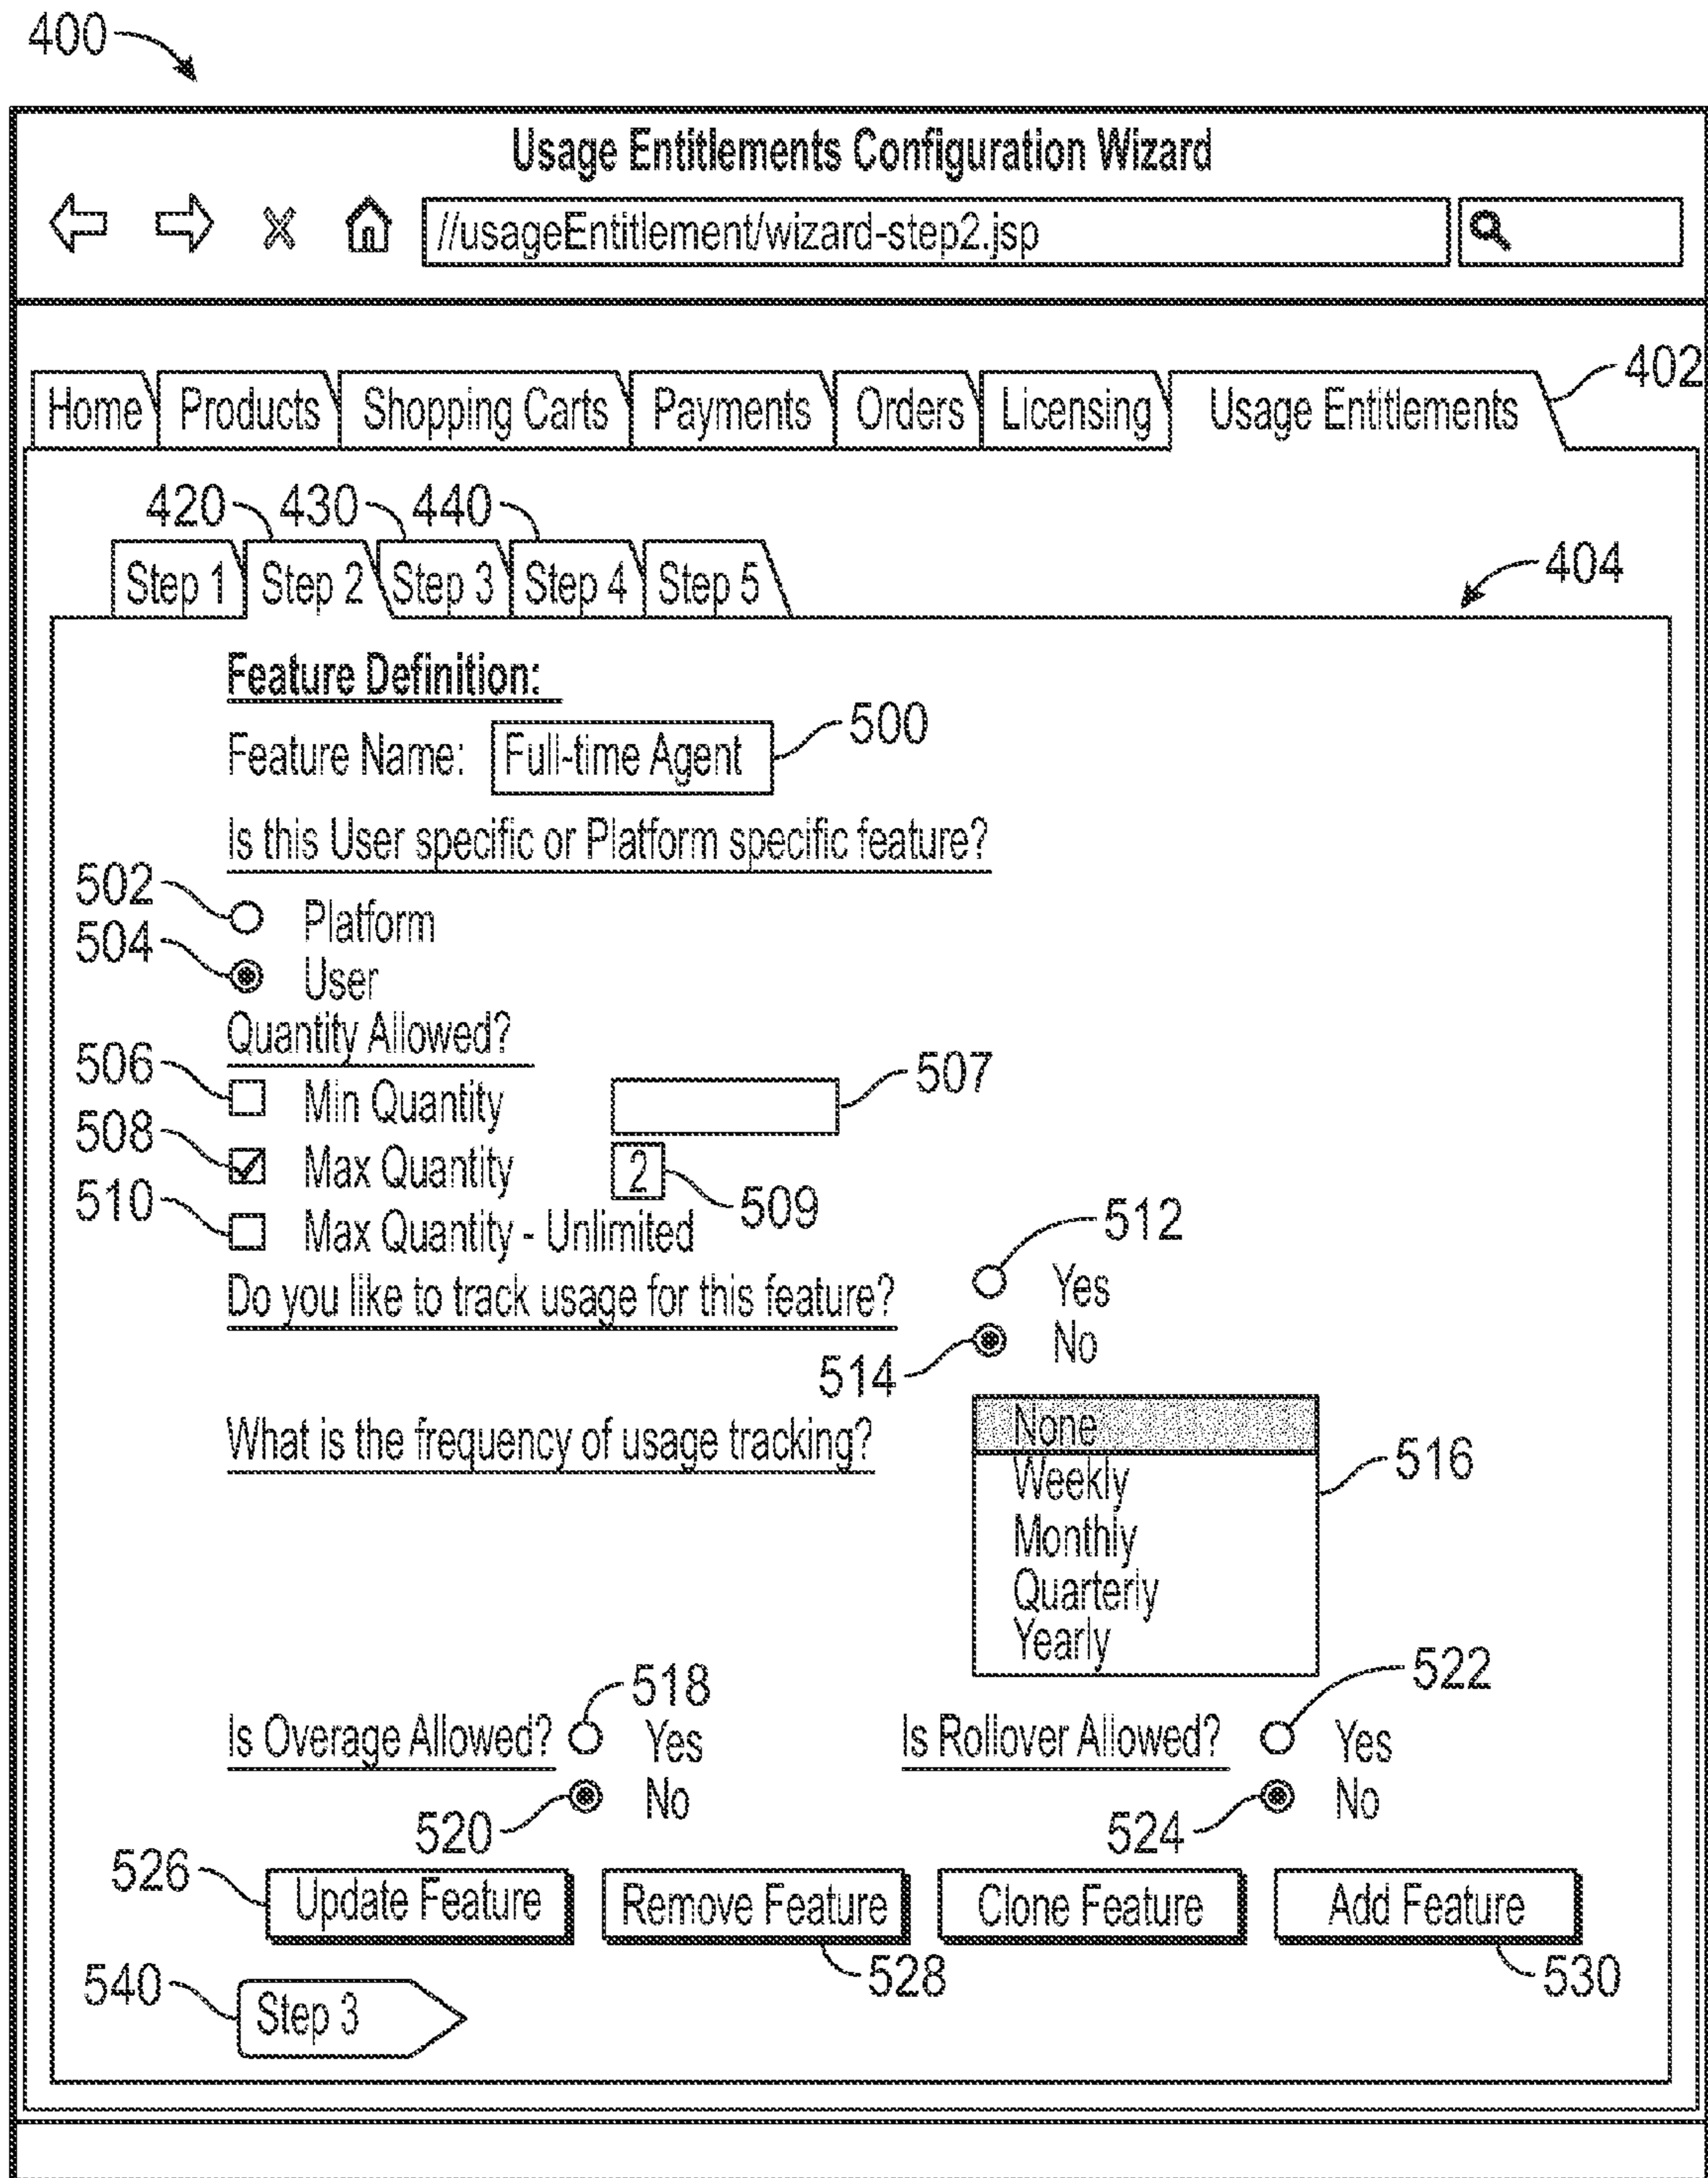 400
Usage Entitlements Configuration Wizard
//usageEntitlement/wizard-step2.jsp
402
Home Products Shopping Carts Payments Orders Licensing Usage Entitlements
420 430 440
404
Step 1 Step 2 Step 3 Step 4 Step 5
Feature Definition:
500
Feature Name: Full-time Agent
Is this User specific or Platform specific feature?
502
Platform
504
User
Quantity Allowed?
506
Min Quantity
507
508
Max Quantity 2
509
510
Max Quantity - Unlimited
512
Do you like to track usage for this feature? Yes
No
514
What is the frequency of usage tracking? None
Weekly
516
Monthly
Quarterly
Yearly
518
522
Is Overage Allowed? Yes Is Rollover Allowed? Yes
No No
520 524
526
Update Feature Remove Feature Clone Feature Add Feature
528 530
540
Step 3